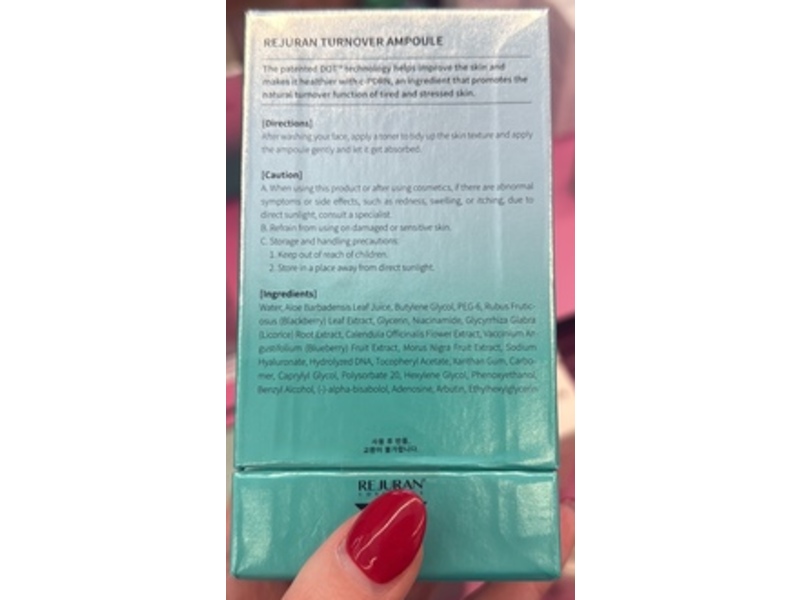 REJURAN TURNOVER AMPOULE
The patented DOT™ technology helps improve the skin and
makes it healthier with c-PDRN, an ingredient that promotes the
natural turnover function of tired and stressed skin.
[Directions]
After washing your face, apply a toner to tidy up the skin texture and apply
the ampoule gently and let it get absorbed.
[Caution]
A. When using this product or after using cosmetics, if there are abnormal
symptoms or side effects, such as redness, swelling, or itching, due to
direct sunlight, consult a specialist.
B. Refrain from using on damaged or sensitive skin.
C. Storage and handling precautions:
1. Keep out of reach of children.
2. Store in a place away from direct sunlight.
[Ingredients]
Water, Aloe Barbadensis Leaf Juice, Butylene Glycol, PEG-6, Rubus Frutic-
osus (Blackberry) Leaf Extract, Glycerin, Niacinamide, Glycyrrhiza Glabra
(Licorice) Root Extract, Calendula Officinalis Flower Extract, Vaccinium An-
gustifolium (Blueberry) Fruit Extract, Morus Nigra Fruit Extract, Sodium
Hyaluronate, Hydrolyzed DNA, Tocopheryl Acetate, Xanthan Gum, Carbo-
mer, Caprylyl Glycol, Polysorbate 20, Hexylene Glycol, Phenoxyethanol,
Benzyl Alcohol, (-)-alpha-bisabolol, Adenosine, Arbutin, Ethylhexylglycerin
사용 후 반품,
교환이 불가합니다.
REJURAN®